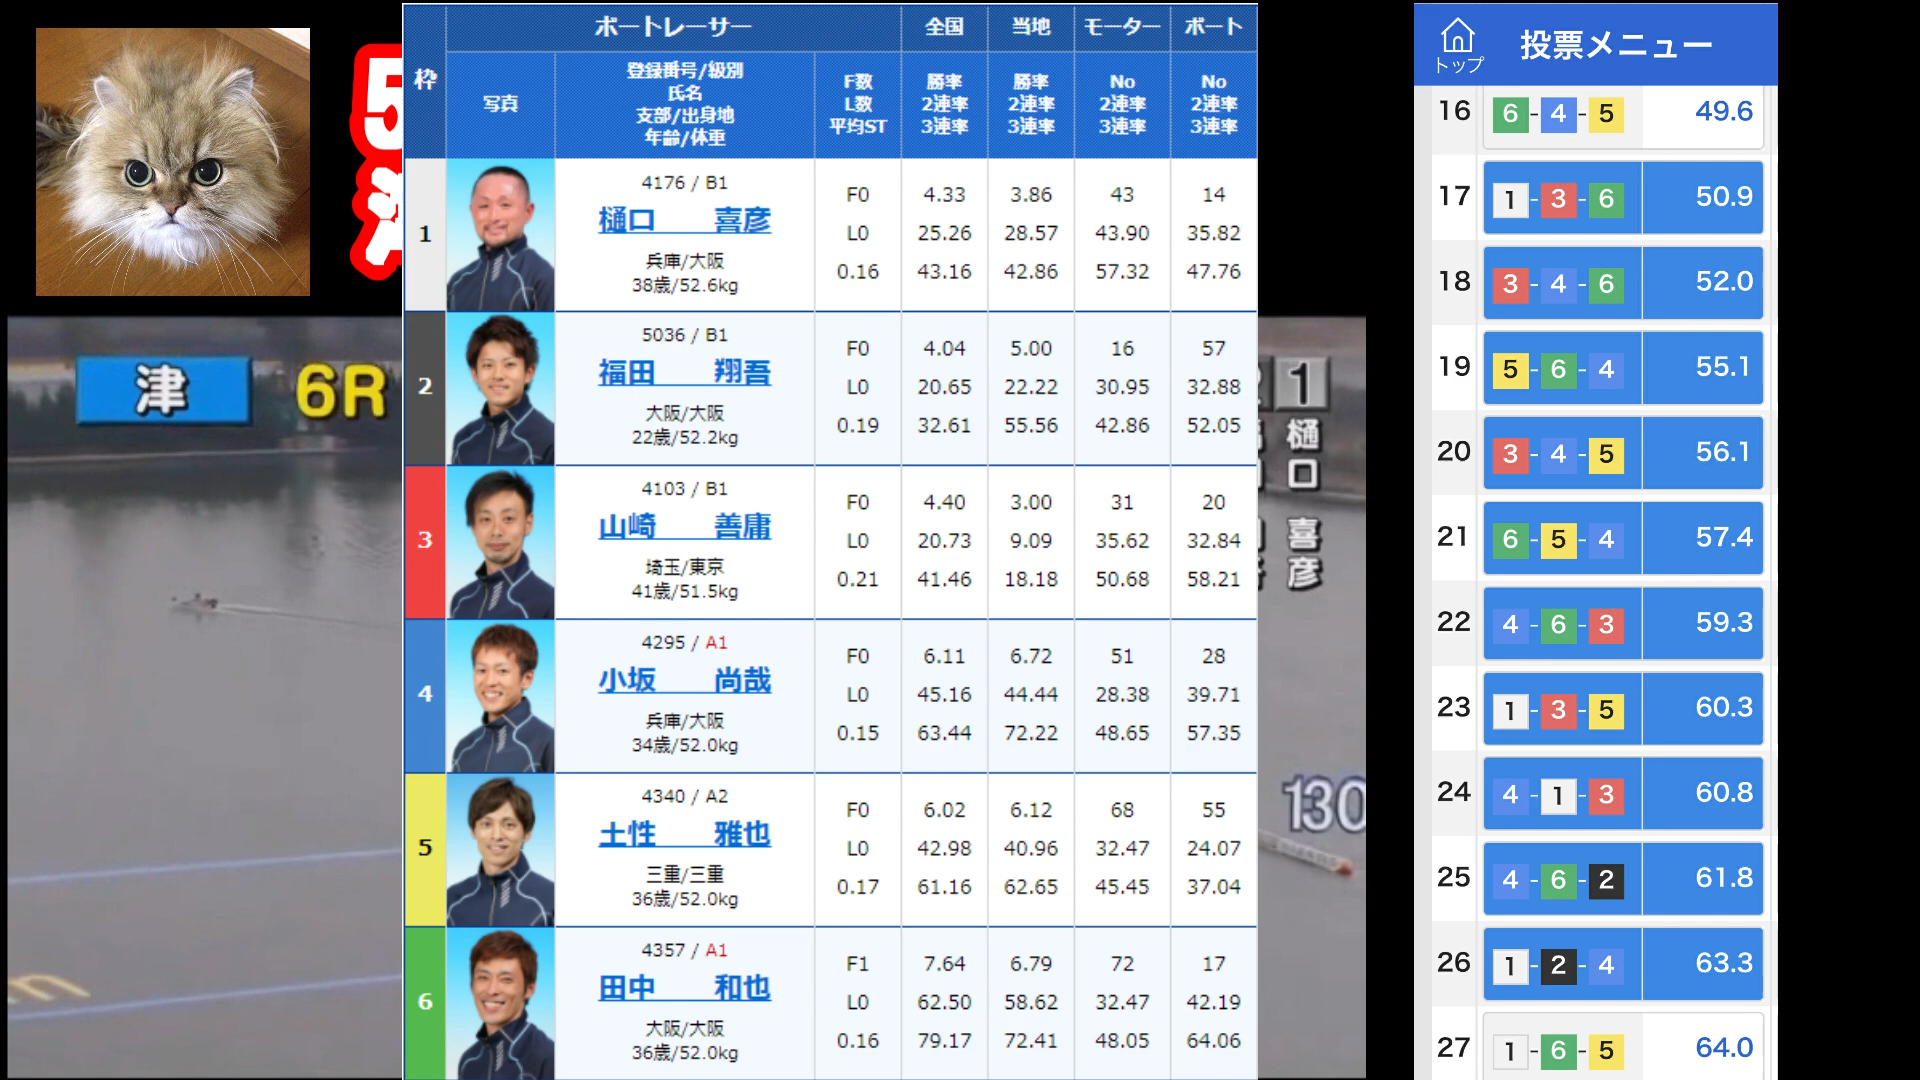 5
津 6R
1
樋口 喜彦
130
m
枠 ボートレーサー 全国 当地 モーター ボート
写真 登録番号/級別 氏名 支部/出身地 年齢/体重 F数 L数 平均ST 勝率 2連率 3連率 勝率 2連率 3連率 No 2連率 3連率 No 2連率 3連率
1
4176 / B1 F0 4.33 3.86 43 14
樋口 喜彦 L0 25.26 28.57 43.90 35.82
兵庫/大阪 0.16 43.16 42.86 57.32 47.76
38歳/52.6kg
2
5036 / B1 F0 4.04 5.00 16 57
福田 翔吾 L0 20.65 22.22 30.95 32.88
大阪/大阪 0.19 32.61 55.56 42.86 52.05
22歳/52.2kg
3
4103 / B1 F0 4.40 3.00 31 20
山崎 善庸 L0 20.73 9.09 35.62 32.84
埼玉/東京 0.21 41.46 18.18 50.68 58.21
41歳/51.5kg
4
4295 / A1 F0 6.11 6.72 51 28
小坂 尚哉 L0 45.16 44.44 28.38 39.71
兵庫/大阪 0.15 63.44 72.22 48.65 57.35
34歳/52.0kg
5
4340 / A2 F0 6.02 6.12 68 55
土性 雅也 L0 42.98 40.96 32.47 24.07
三重/三重 0.17 61.16 62.65 45.45 37.04
36歳/52.0kg
6
4357 / A1 F1 7.64 6.79 72 17
田中 和也 L0 62.50 58.62 32.47 42.19
大阪/大阪 0.16 79.17 72.41 48.05 64.06
36歳/52.0kg
トップ 投票メニュー
16 6-4-5 49.6
17 1-3-6 50.9
18 3-4-6 52.0
19 5-6-4 55.1
20 3-4-5 56.1
21 6-5-4 57.4
22 4-6-3 59.3
23 1-3-5 60.3
24 4-1-3 60.8
25 4-6-2 61.8
26 1-2-4 63.3
27 1-6-5 64.0